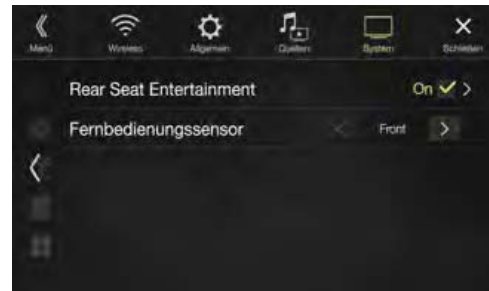 Menü Wireless Allgemein Quellen System Schließen
Rear Seat Entertainment On
Fernbedienungssensor Front